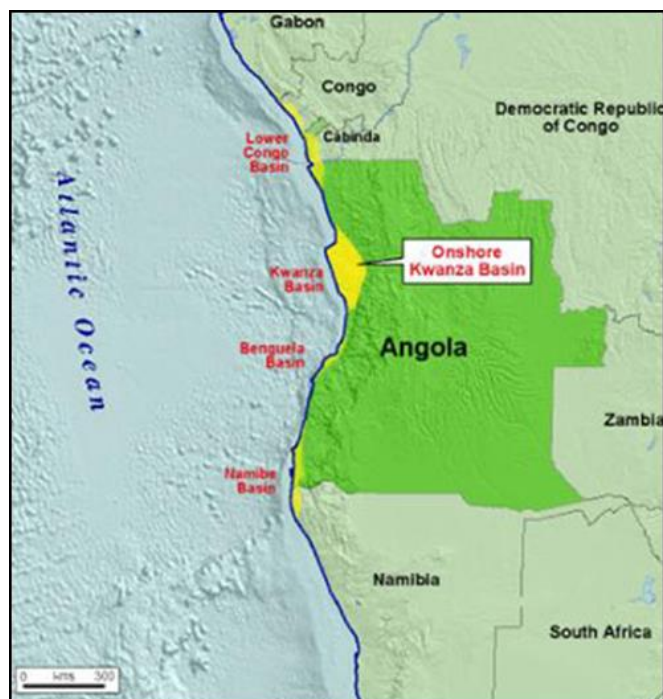 Gabon
Congo
Democratic Republic
of Congo
Cabinda
Lower
Congo
Basin
Atlantic Ocean
Onshore
Kwanza Basin
Kwanza
Basin
Angola
Benguela
Basin
Zambia
Namibe
Basin
Namibia
South Africa
0 kms 300